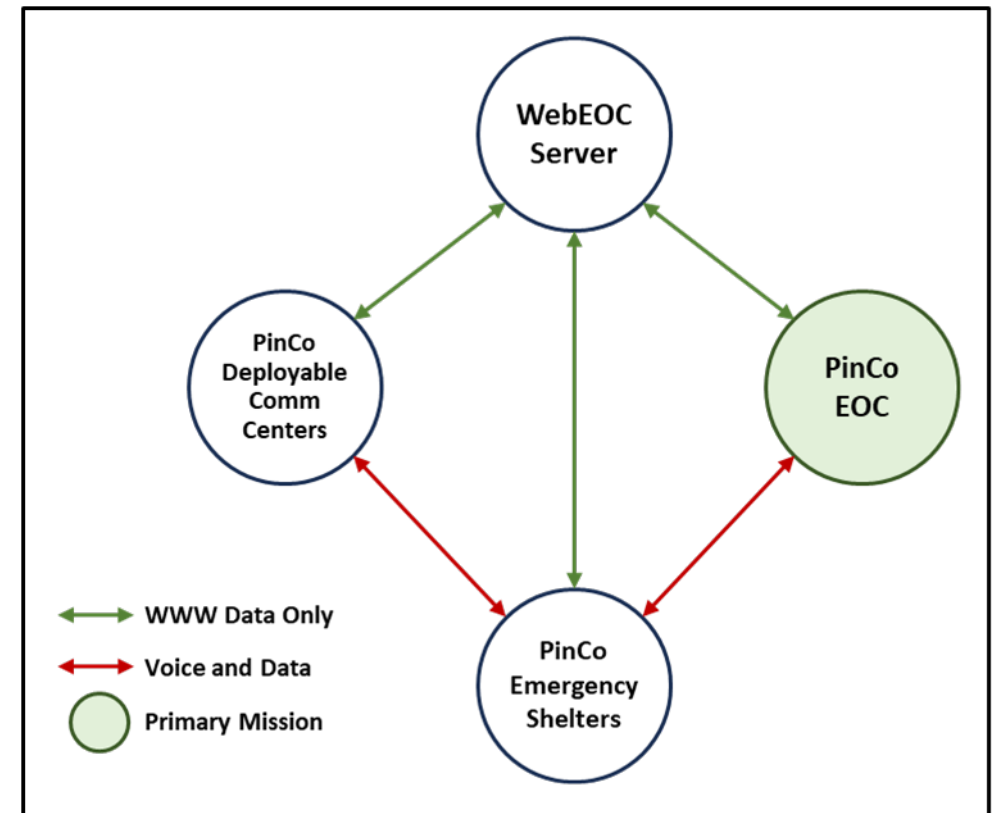 WebEOC
Server
PinCo
Deployable
Comm
Centers
PinCo
EOC
WWW Data Only
Voice and Data
Primary Mission
PinCo
Emergency
Shelters